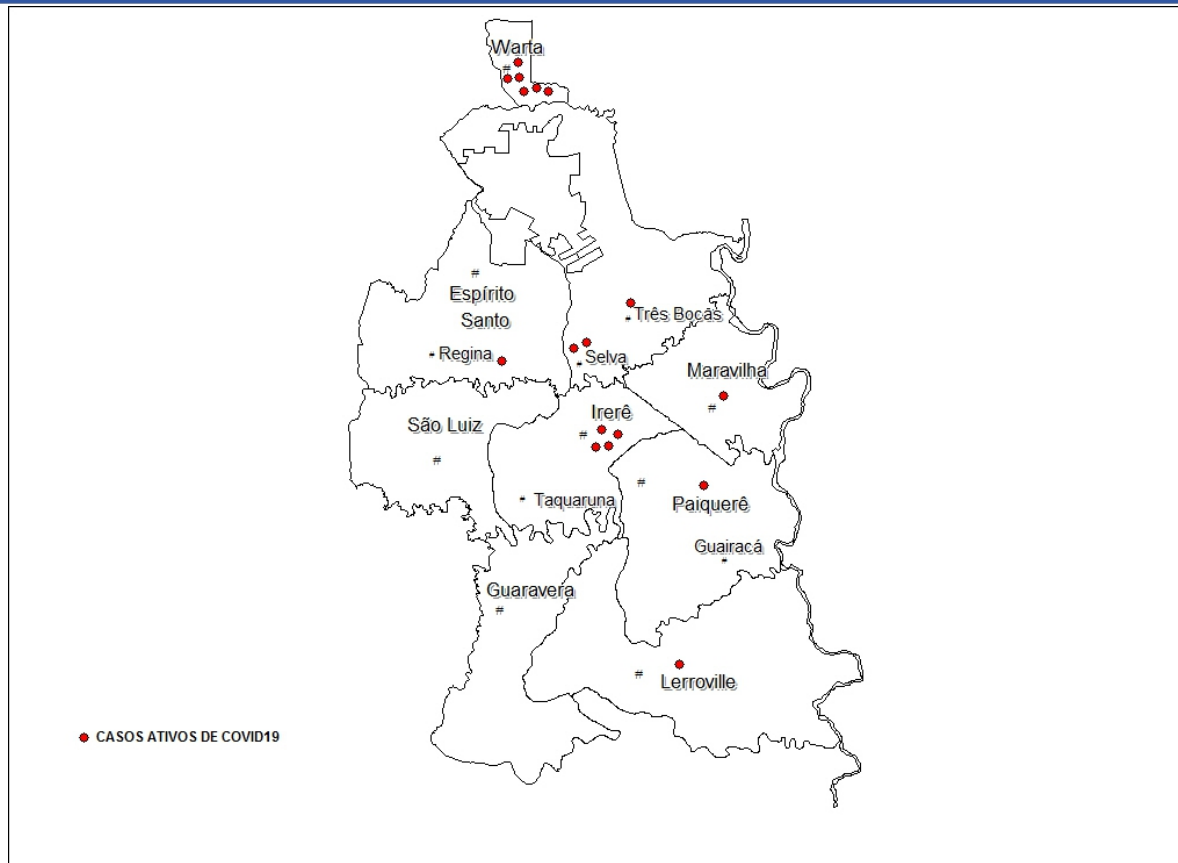 Warta
#
#
Espírito
Santo
Três Bocas
Regina
Selva
Maravilha
#
Irerê
#
São Luiz
#
#
Taquaruna
Paiquerê
Guairacá
Guaravera
#
#
Lerroville
CASOS ATIVOS DE COVID19